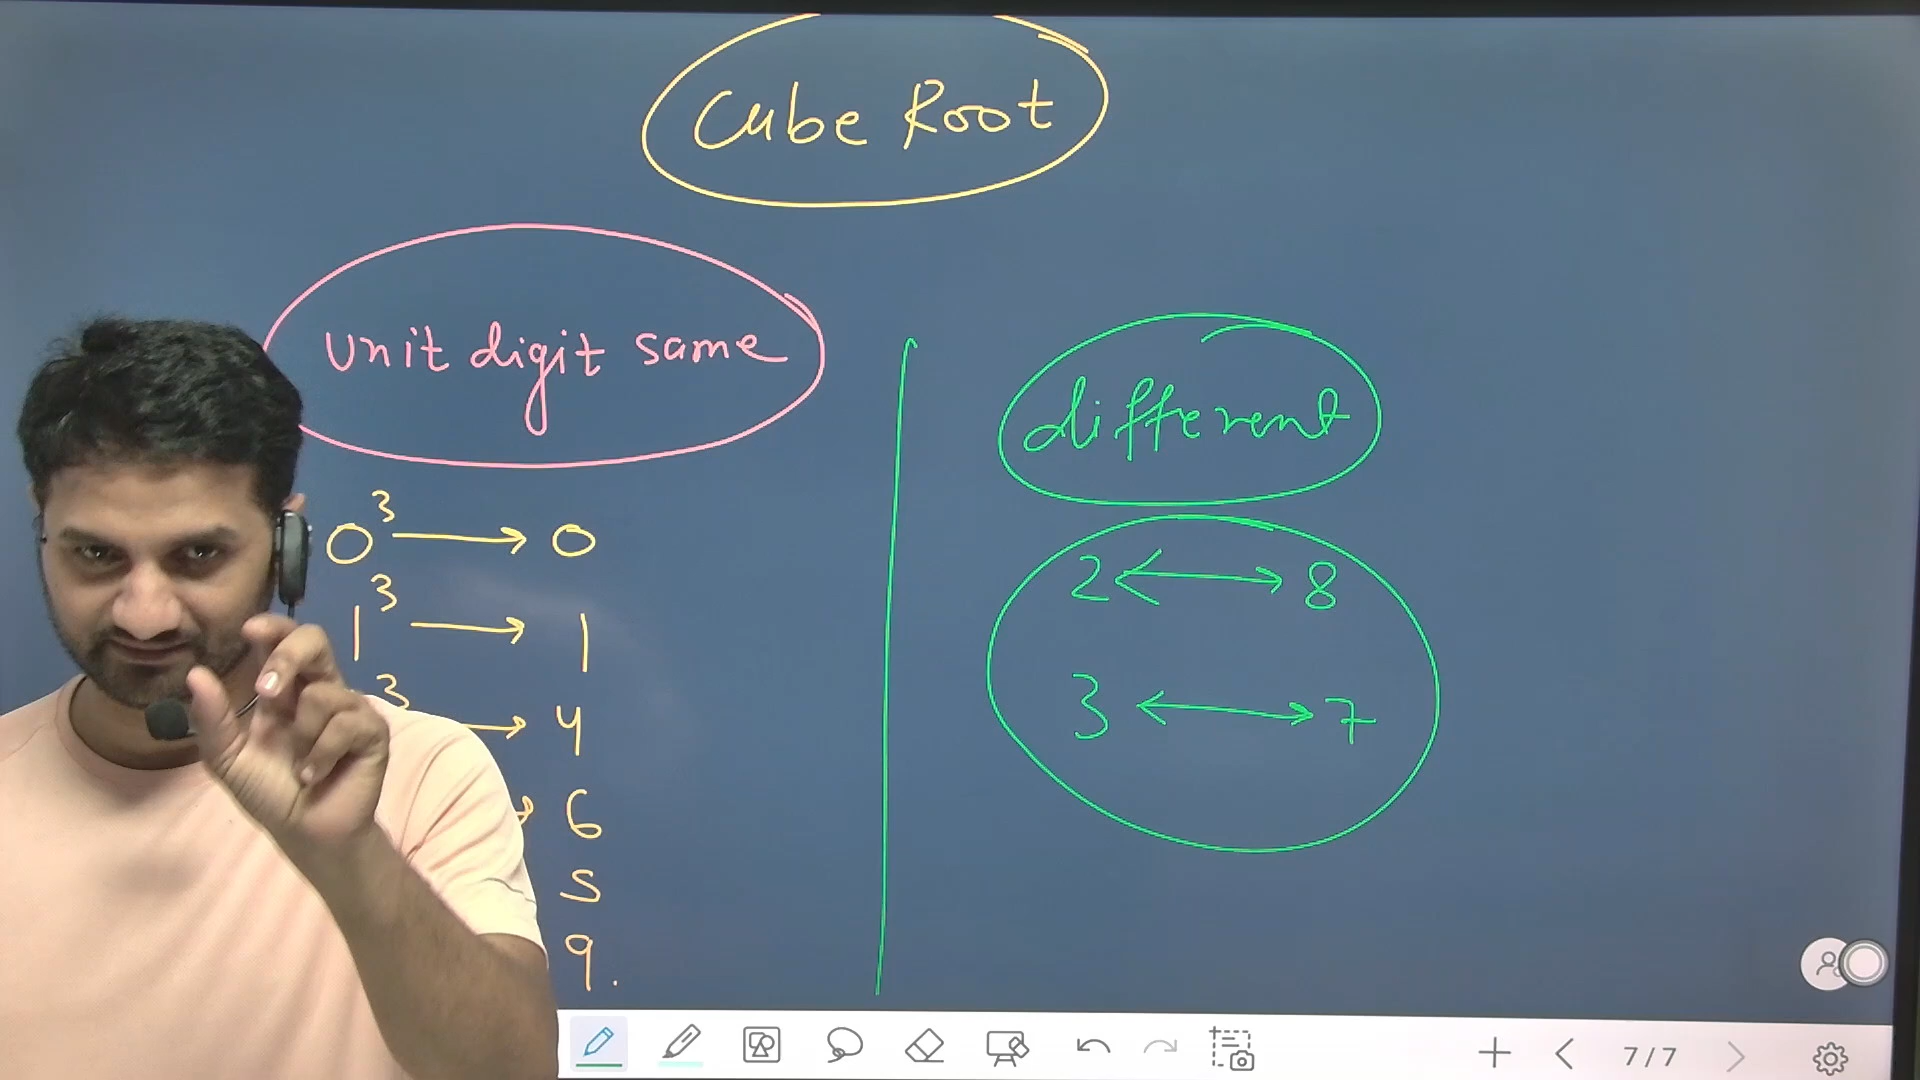 Cube Root
unit digit same
different
0³ → 0
1³ → 1
3 → 4
→ 6
5
9.
2 ↔ 8
3 ↔ 7
7/7